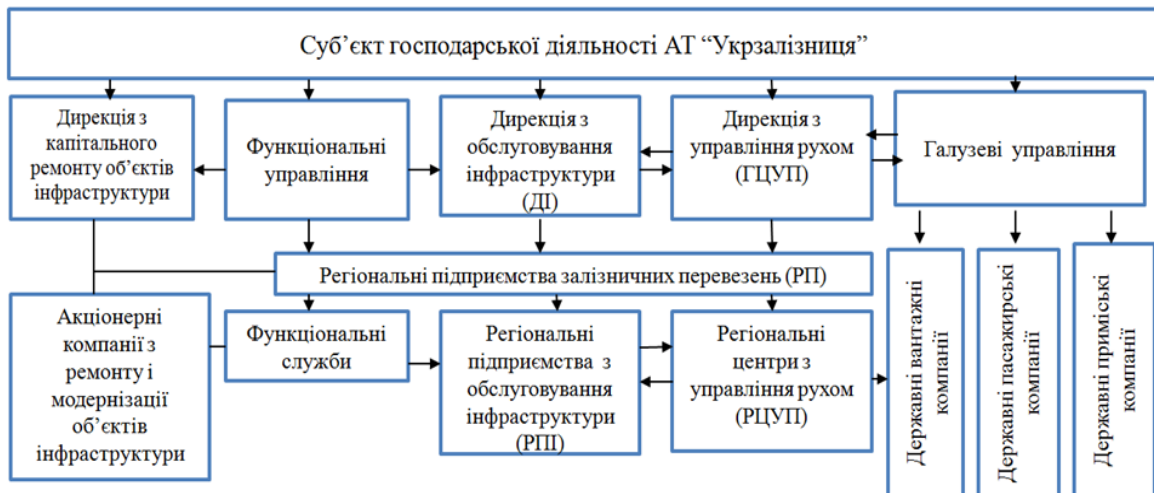 Суб’єкт господарської діяльності АТ “Укрзалізниця”
Дирекція з
капітального
ремонту об’єктів
інфраструктури
Функціональні
управління
Дирекція з
обслуговування
інфраструктури
(ДІ)
Дирекція з
управління рухом
(ГЦУП)
Галузеві управління
Регіональні підприємства залізничних перевезень (РП)
Акціонерні
компанії з
ремонту і
модернізації
об’єктів
інфраструктури
Функціональні
служби
Регіональні
підприємства з
обслуговування
інфраструктури
(РПІ)
Регіональні
центри з
управління рухом
(РЦУП)
Державні вантажні
компанії
Державні пасажирські
компанії
Державні приміські
компанії